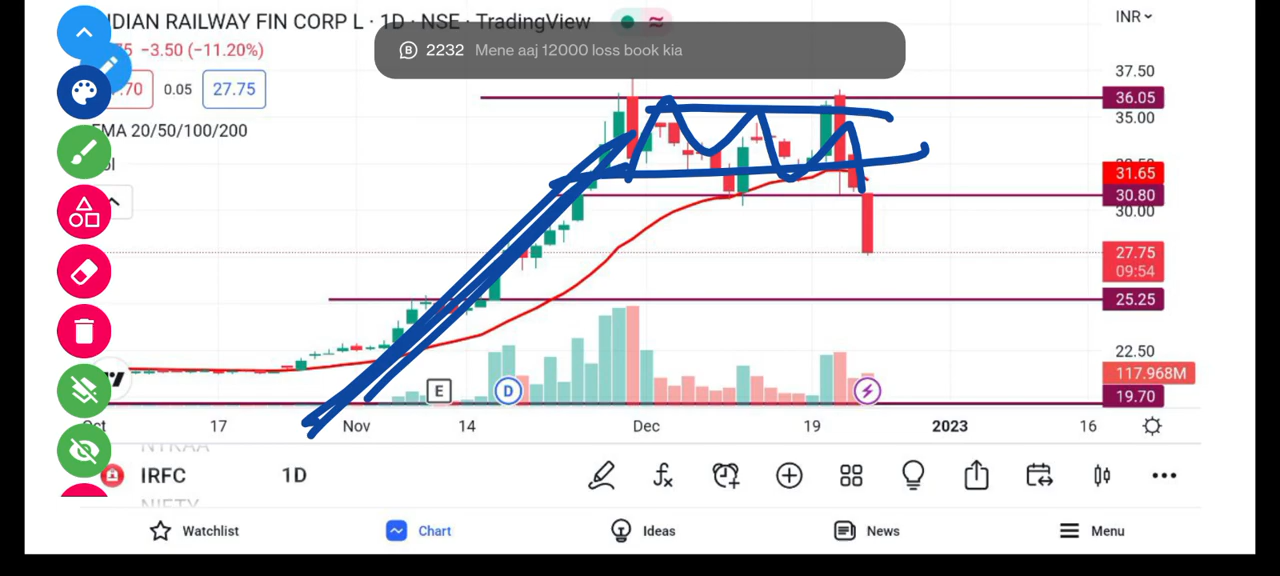 INDIAN RAILWAY FIN CORP L · 1D · NSE · TradingView
INR
2232 Mene aaj 12000 loss book kia
−3.50 (−11.20%)
0.05
27.75
EMA 20/50/100/200
37.50
36.05
35.00
31.65
30.80
30.00
27.75
09:54
25.25
22.50
117.968M
19.70
E
D
Oct 17 Nov 14 Dec 19 2023 16
NYKAA
IRFC 1D
NIFTY
Watchlist Chart Ideas News Menu